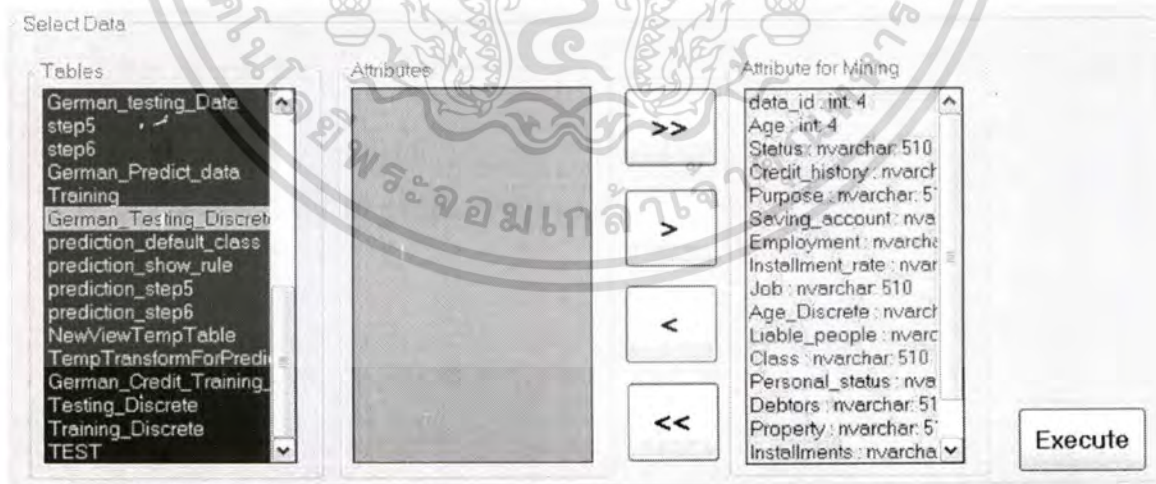 Select Data
Tables
German_testing_Data
step5
step6
German_Predict_data
Training
German_Testing_Discrete
prediction_default_class
prediction_show_rule
prediction_step5
prediction_step6
NewViewTempTable
TempTransformForPredi
German_Credit_Training_
Testing_Discrete
Training_Discrete
TEST
Attributes
>>
>
<
<<
Attribute for Mining
data_id : int: 4
Age : int: 4
Status : nvarchar: 510
Credit_history : nvarch
Purpose : nvarchar: 51
Saving_account : nva
Employment : nvarcha
Installment_rate : nvar
Job : nvarchar: 510
Age_Discrete : nvarch
Liable_people : nvarc
Class : nvarchar: 510
Personal_status : nva
Debtors : nvarchar: 51
Property : nvarchar: 51
Installments : nvarcha
Execute